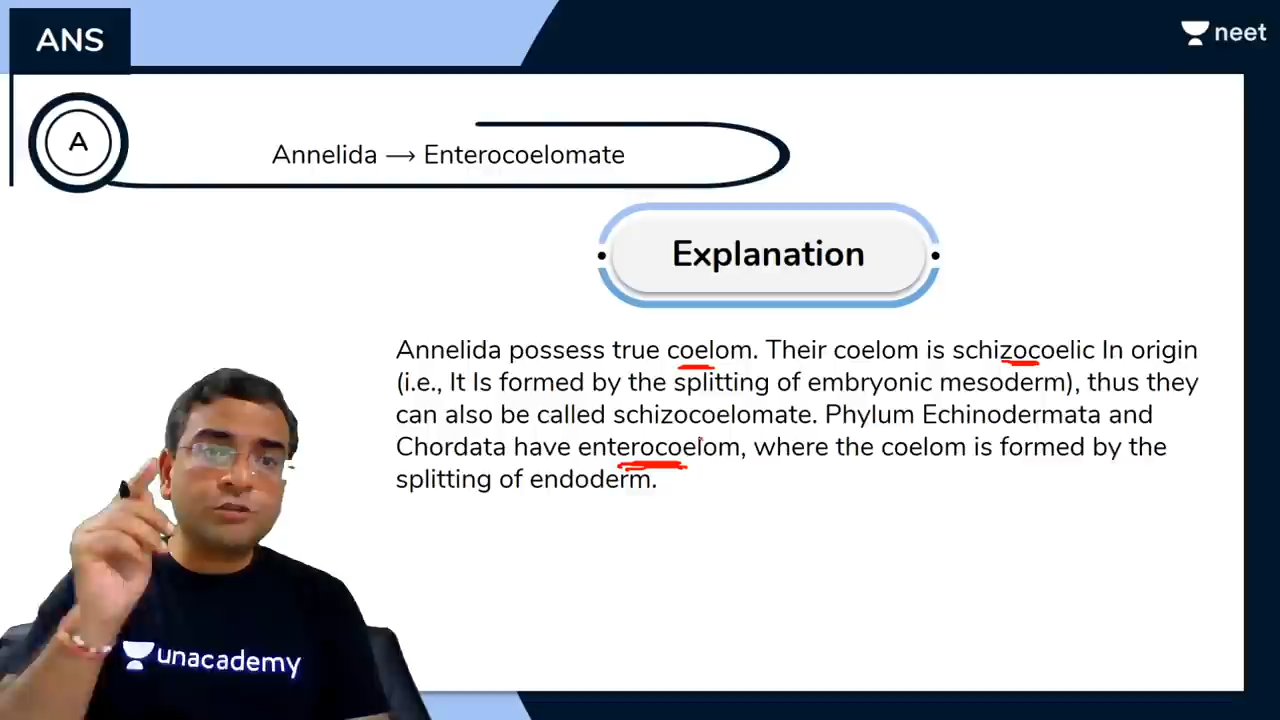 ANS
neet
A
Annelida → Enterocoelomate
Explanation
Annelida possess true coelom. Their coelom is schizocoelic In origin
(i.e., It Is formed by the splitting of embryonic mesoderm), thus they
can also be called schizocoelomate. Phylum Echinodermata and
Chordata have enterocoelom, where the coelom is formed by the
splitting of endoderm.
unacademy